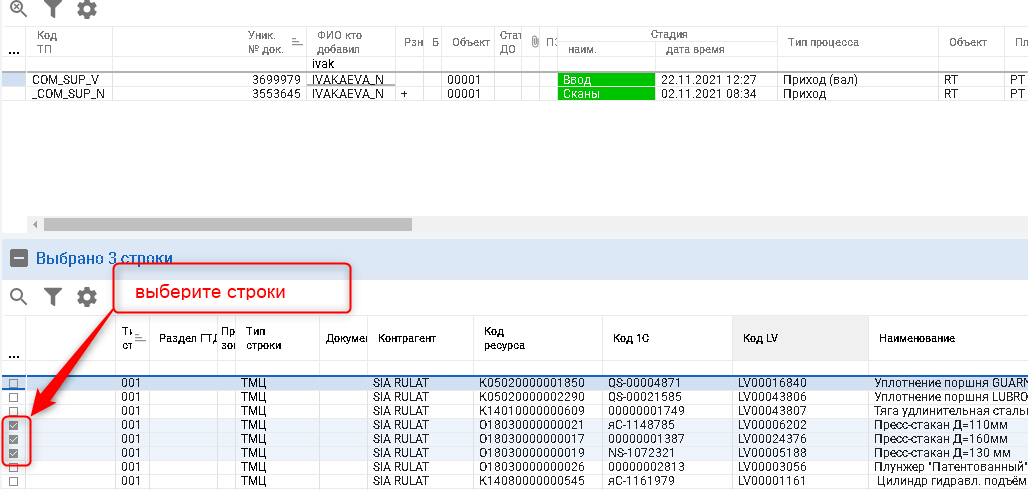 Код ТП Уник. № док. ФИО кто добавил Рзн Б Объект Стат ДО ПЗ Стадия наим. дата время Тип процесса Объект Пл
... ivak
COM_SUP_V 3699979 IVAKAEVA_N 00001 Ввод 22.11.2021 12:27 Приход (вал) RT PT
_COM_SUP_N 3553645 IVAKAEVA_N + 00001 Сканы 02.11.2021 08:34 Приход RT PT
Выбрано 3 строки
выберите строки
... Ти ст Раздел ГТД Пр зо Тип строки Докумен Контрагент Код ресурса Код 1С Код LV Наименование
001 ТМЦ SIA RULAT K05020000001850 QS-00004871 LV00016840 Уплотнение поршня GUARN
001 ТМЦ SIA RULAT K05020000002290 QS-00021585 LV00043806 Уплотнение поршня LUBRO
001 ТМЦ SIA RULAT K14010000000609 00000001749 LV00043807 Тяга удлинительная сталь
001 ТМЦ SIA RULAT O18030000000021 яС-1148785 LV00006202 Пресс-стакан Д=110мм
001 ТМЦ SIA RULAT O18030000000017 00000001387 LV00024376 Пресс-стакан Д=160мм
001 ТМЦ SIA RULAT O18030000000019 NS-1072321 LV00005188 Пресс-стакан Д=130 мм
001 ТМЦ SIA RULAT O18030000000026 00000002813 LV00003056 Плунжер "Патентованный"
001 ТМЦ SIA RULAT K14080000000545 яС-1161979 LV00001161 Цилиндр гидравл. подъём